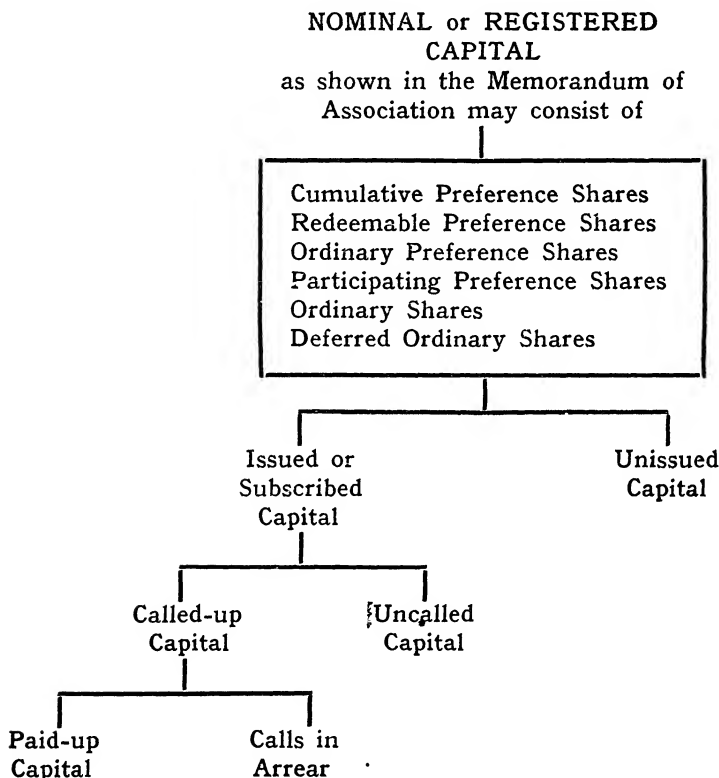 NOMINAL or REGISTERED
CAPITAL
as shown in the Memorandum of
Association may consist of
Cumulative Preference Shares
Redeemable Preference Shares
Ordinary Preference Shares
Participating Preference Shares
Ordinary Shares
Deferred Ordinary Shares
Issued or
Subscribed
Capital
Unissued
Capital
Called-up
Capital
Uncalled
Capital
Paid-up
Capital
Calls in
Arrear